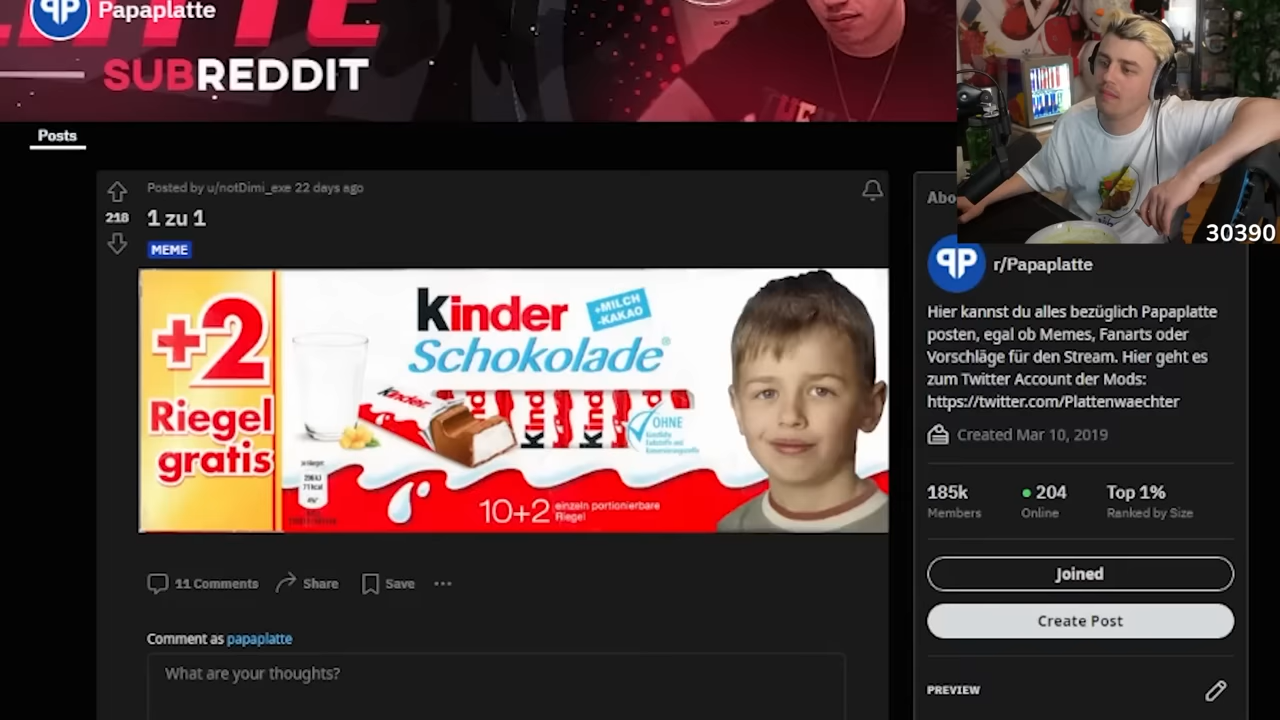 Papaplatte
SUBREDDIT
Posts
Posted by u/notDimi_exe 22 days ago
218
1 zu 1
MEME
+2
Riegel
gratis
kinder
+MILCH
-KAKAO
Schokolade®
kinder
OHNE
10+2 einzeln portionierbare
Riegel
11 Comments
Share
Save
Comment as papaplatte
What are your thoughts?
30390
Abo
r/Papaplatte
Hier kannst du alles bezüglich Papaplatte
posten, egal ob Memes, Fanarts oder
Vorschläge für den Stream. Hier geht es
zum Twitter Account der Mods:
https://twitter.com/Plattenwaechter
Created Mar 10, 2019
185k
Members
204
Online
Top 1%
Ranked by Size
Joined
Create Post
PREVIEW